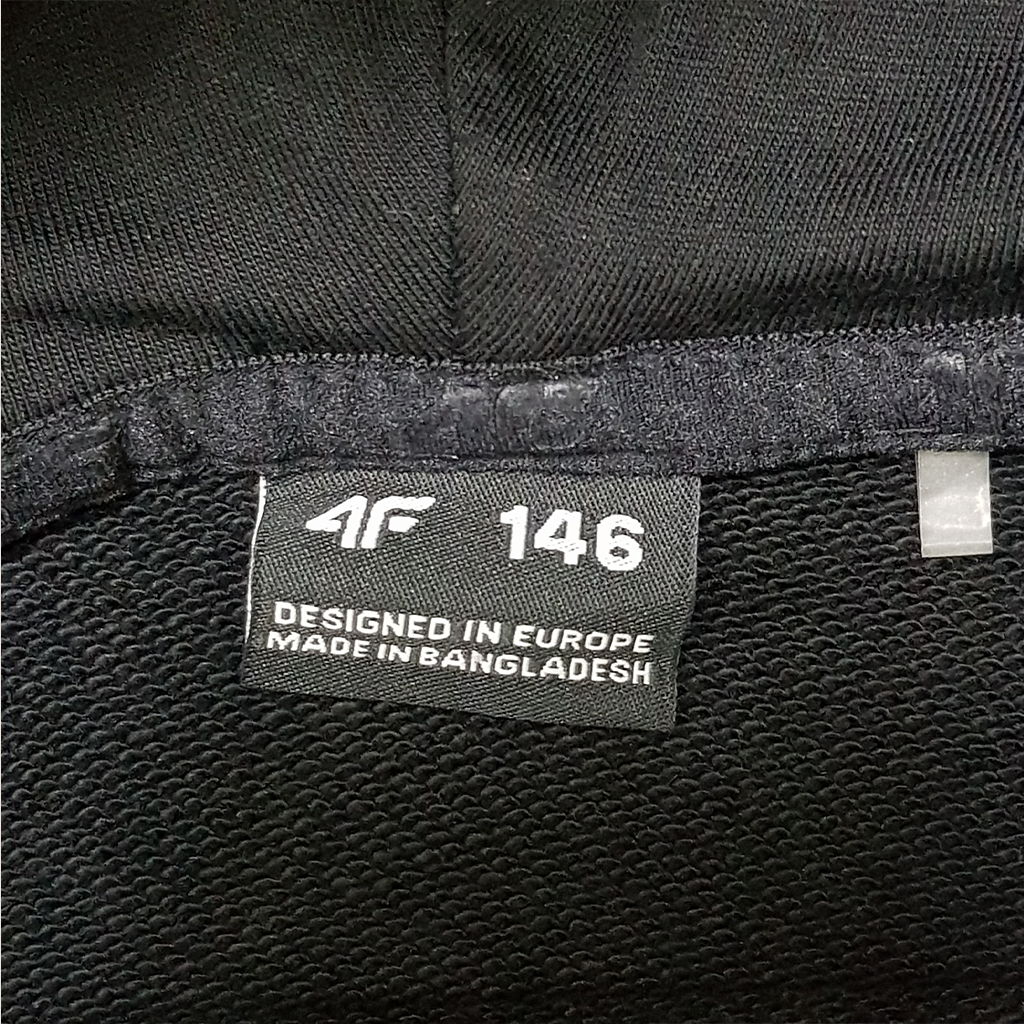 4F 146
DESIGNED IN EUROPE
MADE IN BANGLADESH